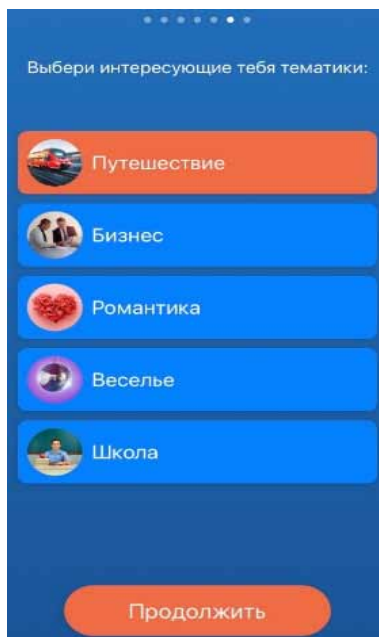 Выбери интересующие тебя тематики:
Путешествие
Бизнес
Романтика
Веселье
Школа
Продолжить